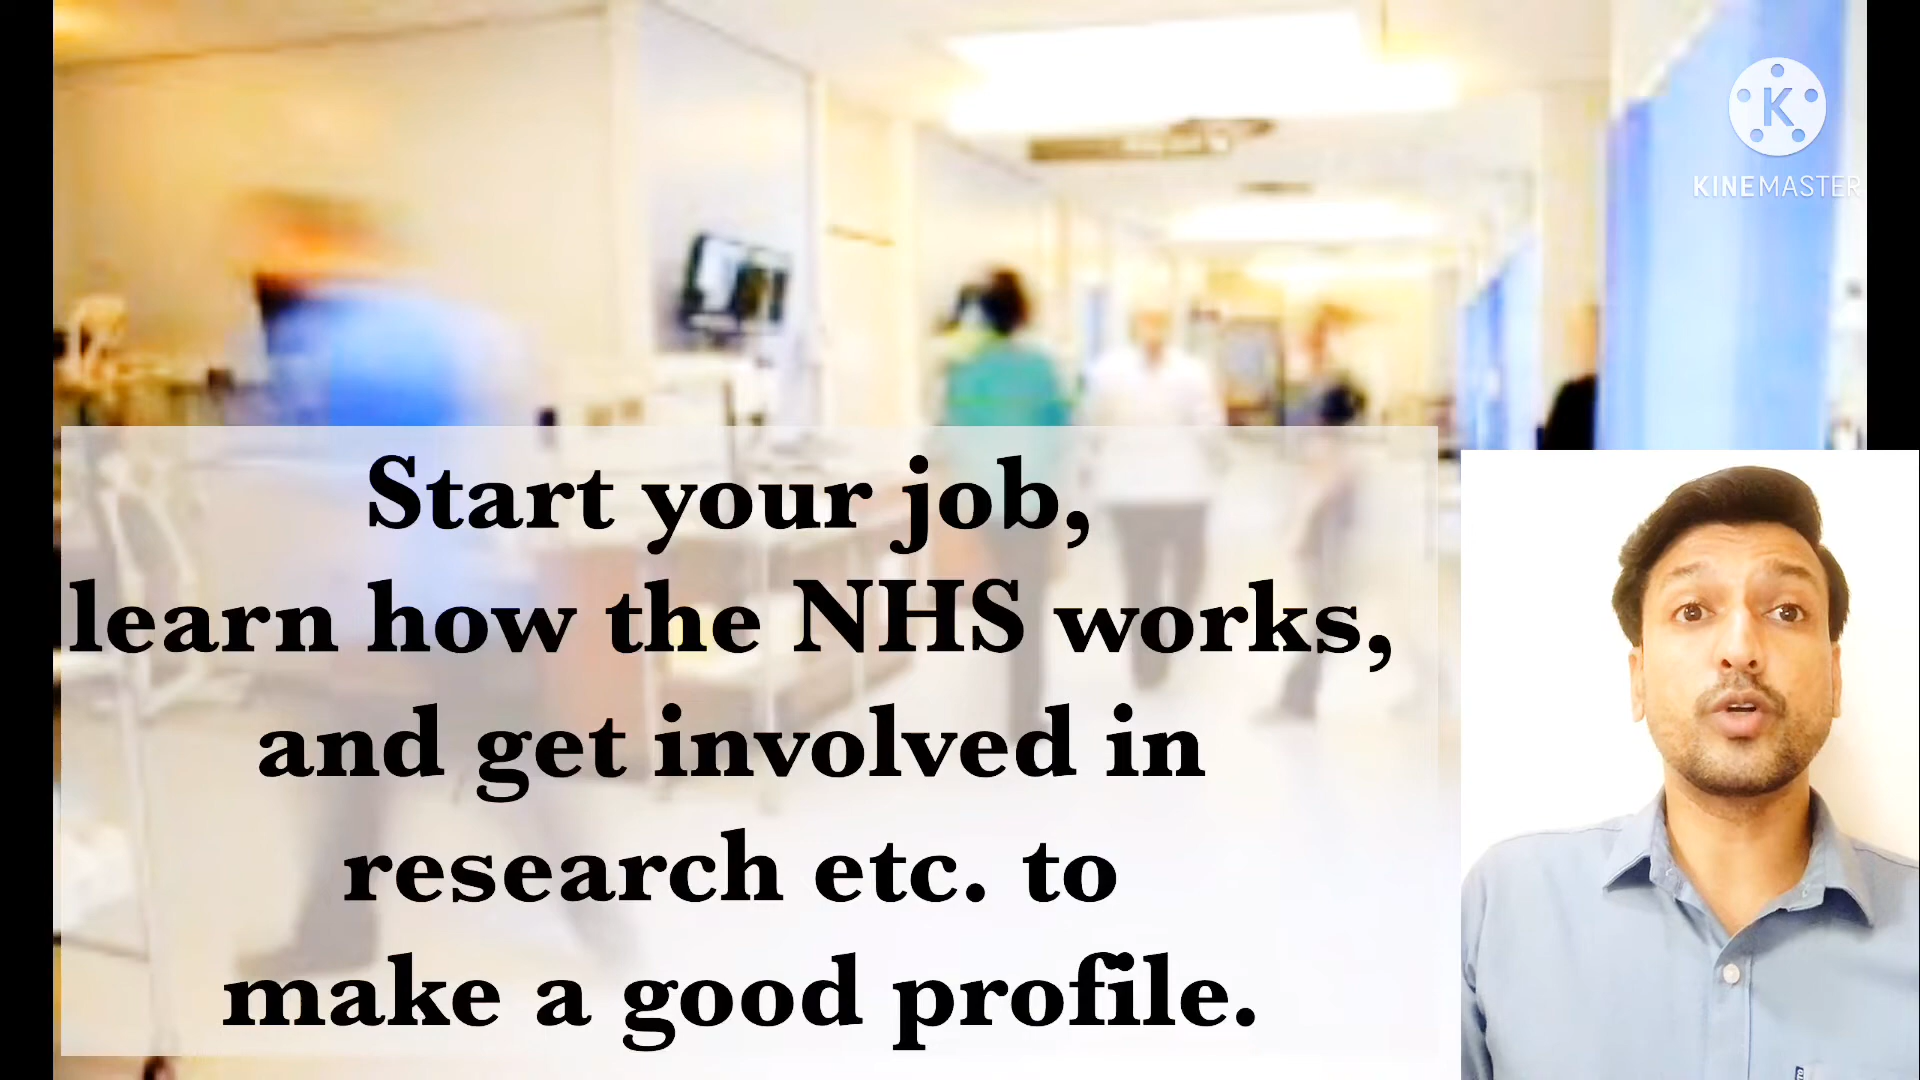 K
KINEMASTER
Start your job,
learn how the NHS works,
and get involved in
research etc. to
make a good profile.